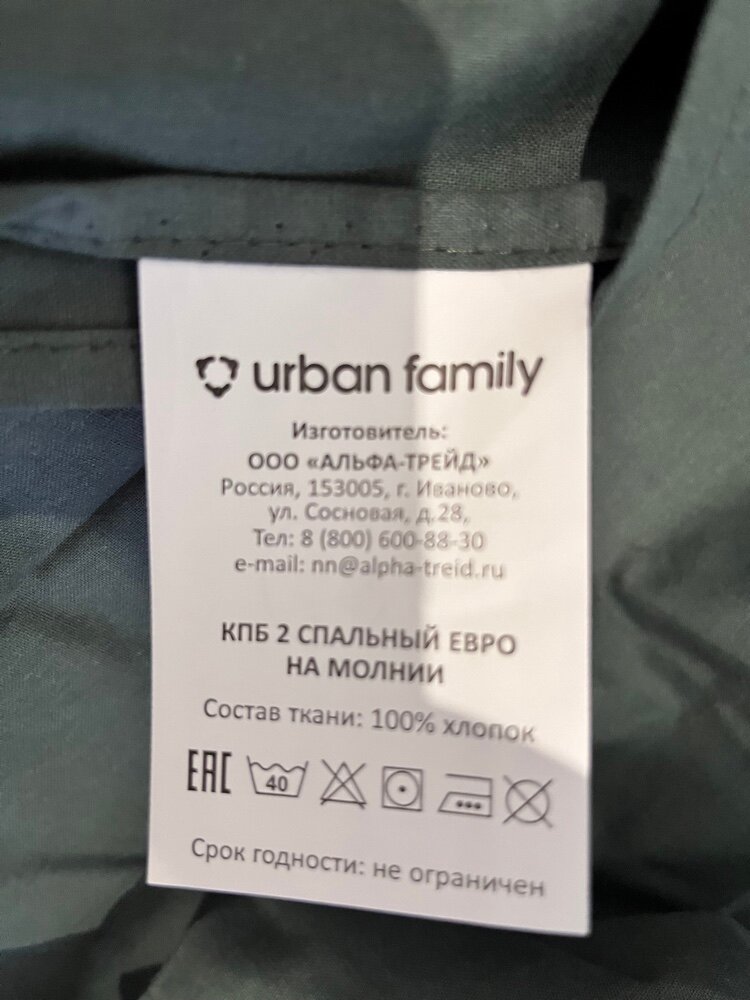 urban family
Изготовитель:
ООО «АЛЬФА-ТРЕЙД»
Россия, 153005, г. Иваново,
ул. Сосновая, д.28,
Тел: 8 (800) 600-88-30
e-mail: nn@alpha-treid.ru
КПБ 2 СПАЛЬНЫЙ ЕВРО
НА МОЛНИИ
Состав ткани: 100% хлопок
EAC 40
Срок годности: не ограничен